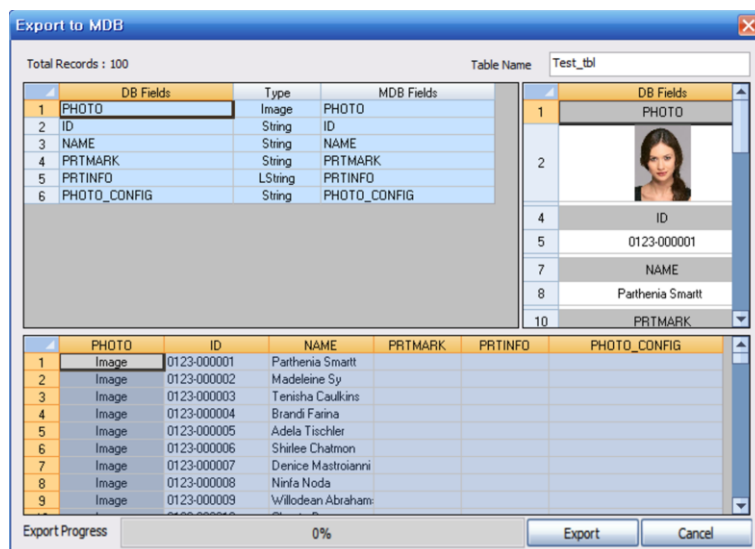 Export to MDB
Total Records : 100
Table Name Test_tbl
DB Fields Type MDB Fields
1 PHOTO Image PHOTO
2 ID String ID
3 NAME String NAME
4 PRTMARK String PRTMARK
5 PRTINFO LString PRTINFO
6 PHOTO_CONFIG String PHOTO_CONFIG
DB Fields
1 PHOTO
2
4 ID
5 0123-000001
7 NAME
8 Parthenia Smartt
10 PRTMARK
PHOTO ID NAME PRTMARK PRTINFO PHOTO_CONFIG
1 Image 0123-000001 Parthenia Smartt
2 Image 0123-000002 Madeleine Sy
3 Image 0123-000003 Tenisha Caulkins
4 Image 0123-000004 Brandi Farina
5 Image 0123-000005 Adela Tischler
6 Image 0123-000006 Shirlee Chatmon
7 Image 0123-000007 Denice Mastroianni
8 Image 0123-000008 Ninfa Noda
9 Image 0123-000009 Willodean Abraham
Export Progress 0% Export Cancel